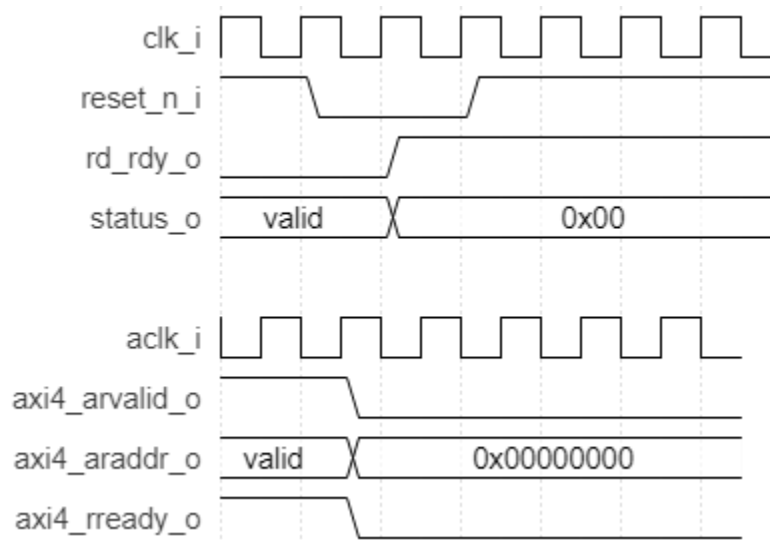 clk_i
reset_n_i
rd_rdy_o
status_o valid 0x00
aclk_i
axi4_arvalid_o
axi4_araddr_o valid 0x00000000
axi4_rready_o